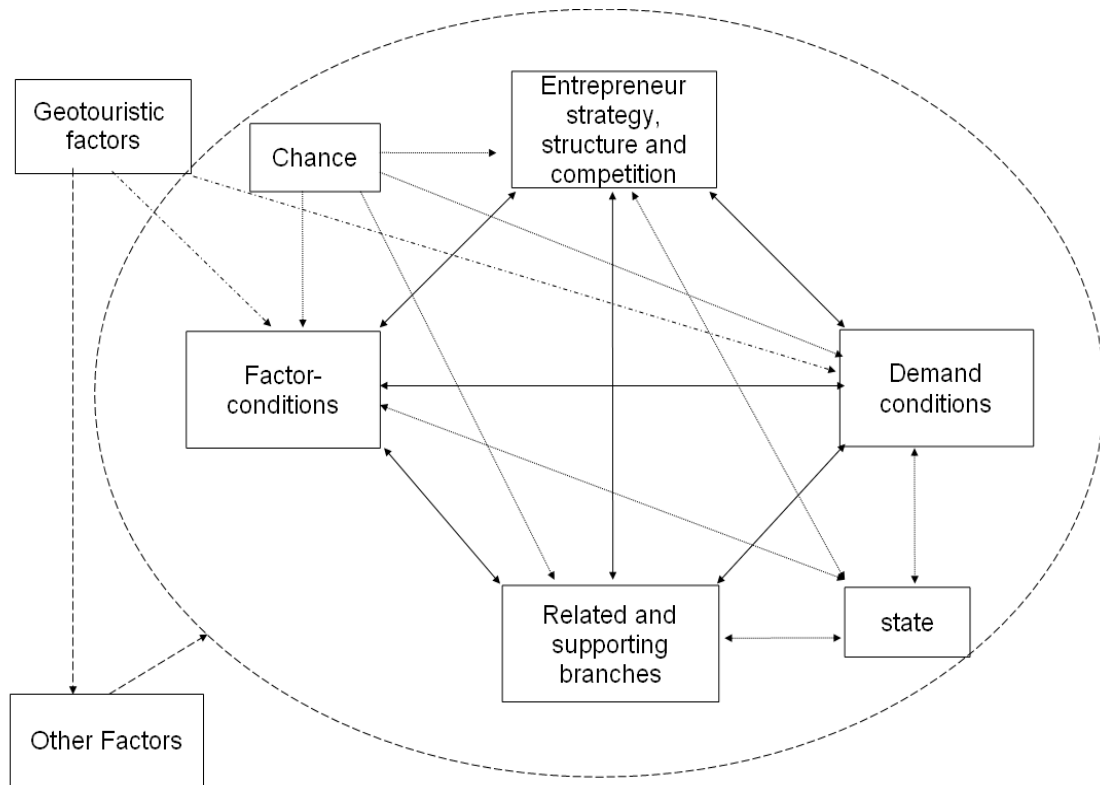 Geotouristic
factors
Chance
Entrepreneur
strategy,
structure and
competition
Factor-
conditions
Demand
conditions
Related and
supporting
branches
state
Other Factors